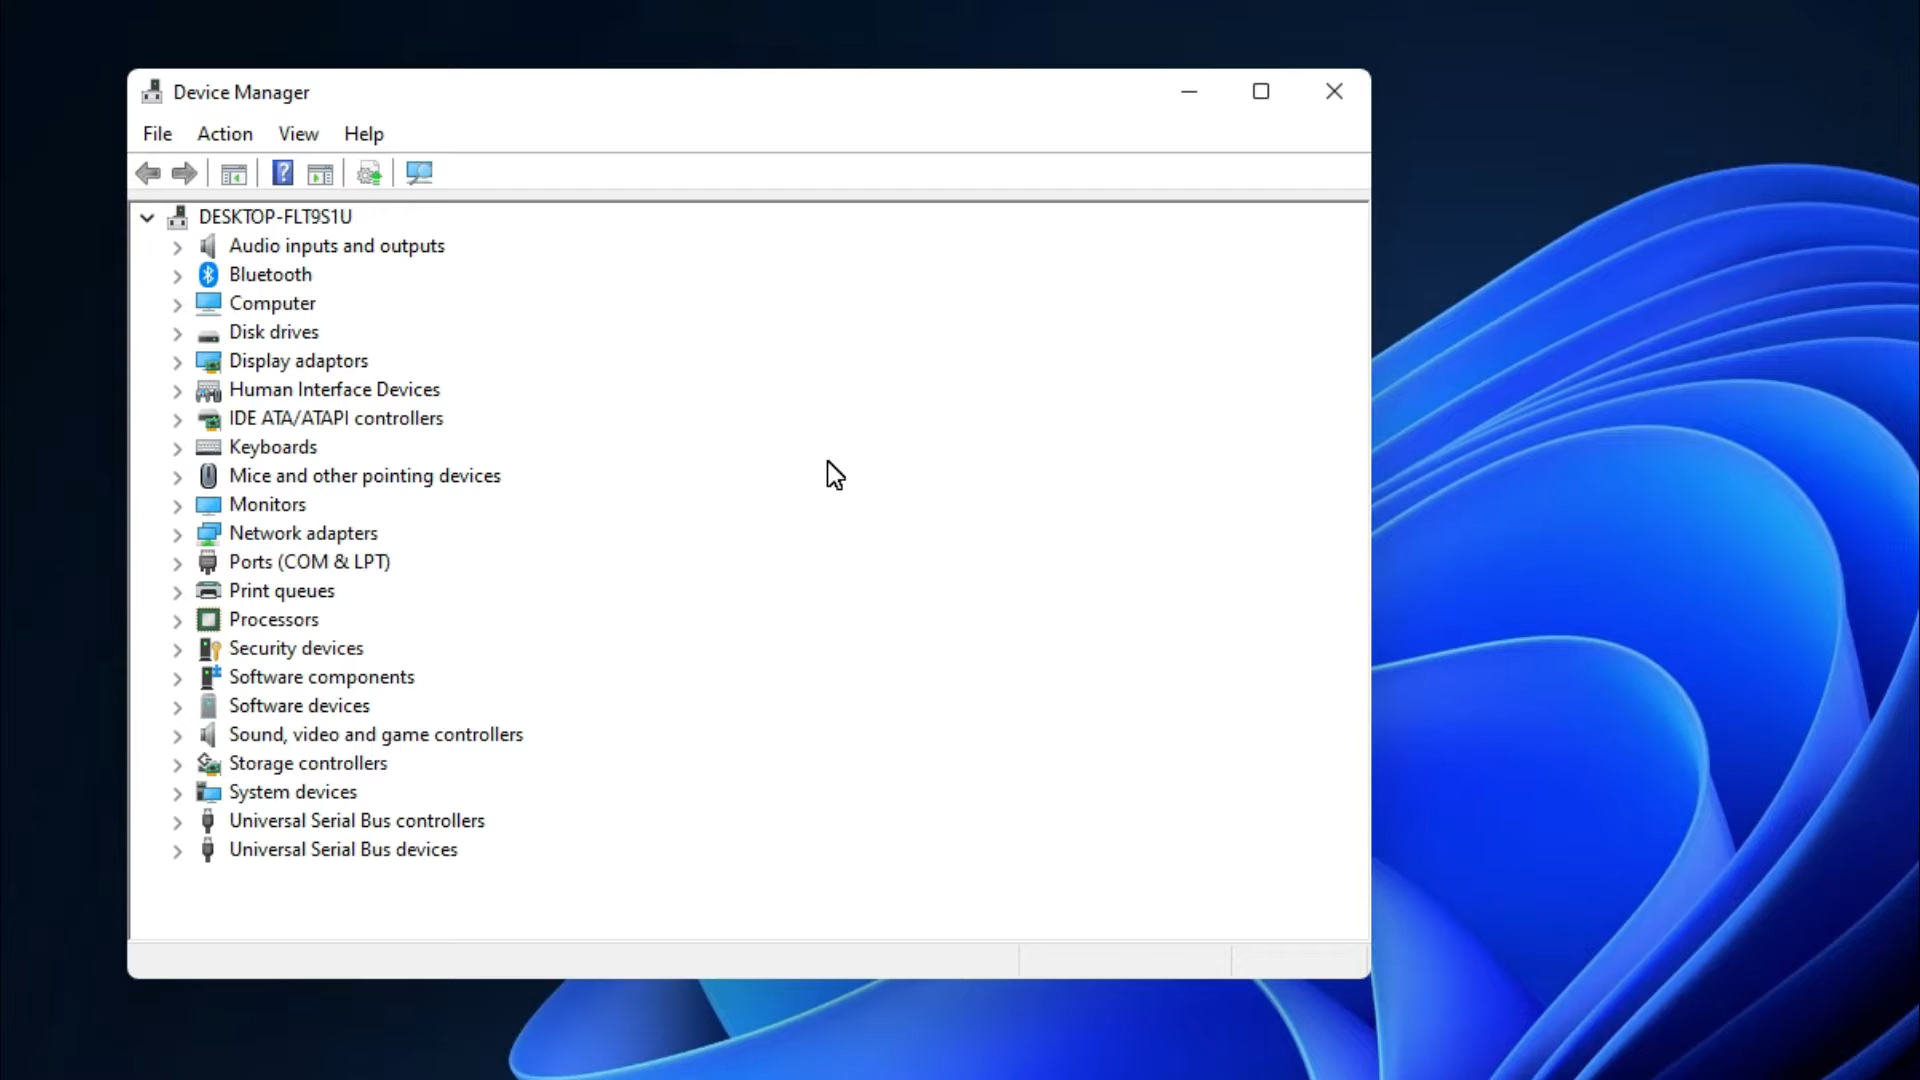 Device Manager
File Action View Help
DESKTOP-FLT9S1U
Audio inputs and outputs
Bluetooth
Computer
Disk drives
Display adaptors
Human Interface Devices
IDE ATA/ATAPI controllers
Keyboards
Mice and other pointing devices
Monitors
Network adapters
Ports (COM & LPT)
Print queues
Processors
Security devices
Software components
Software devices
Sound, video and game controllers
Storage controllers
System devices
Universal Serial Bus controllers
Universal Serial Bus devices